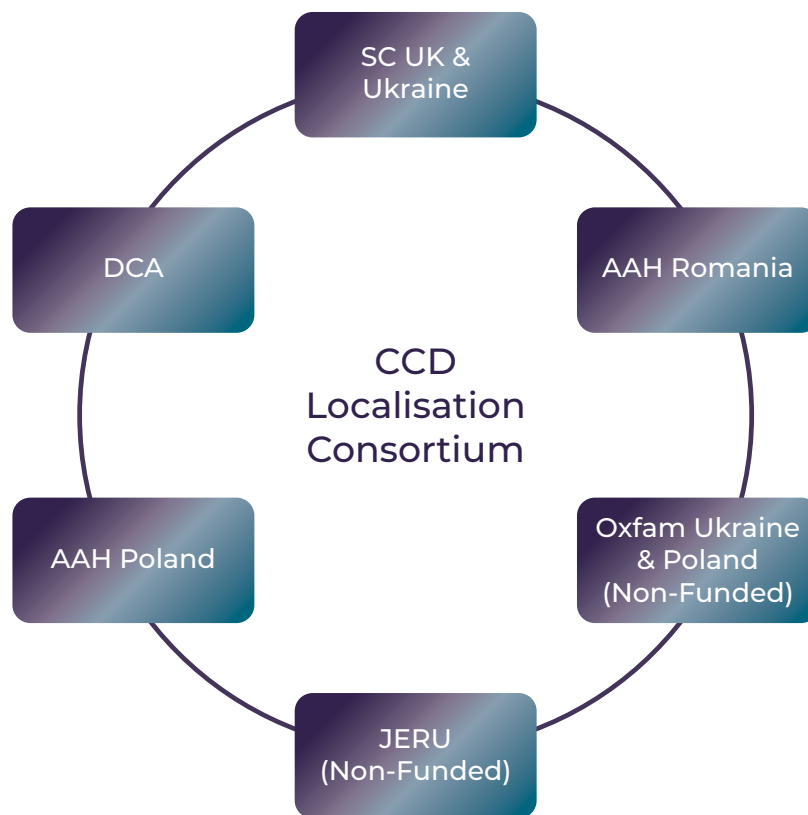 SC UK &
Ukraine
DCA
AAH Romania
CCD
Localisation
Consortium
AAH Poland
Oxfam Ukraine
& Poland
(Non-Funded)
JERU
(Non-Funded)